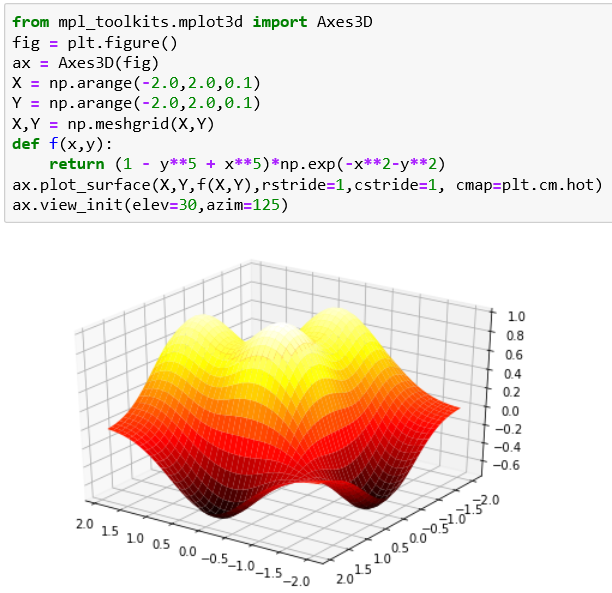 from mpl_toolkits.mplot3d import Axes3D
fig = plt.figure()
ax = Axes3D(fig)
X = np.arange(-2.0,2.0,0.1)
Y = np.arange(-2.0,2.0,0.1)
X,Y = np.meshgrid(X,Y)
def f(x,y):
    return (1 - y**5 + x**5)*np.exp(-x**2-y**2)
ax.plot_surface(X,Y,f(X,Y),rstride=1,cstride=1, cmap=plt.cm.hot)
ax.view_init(elev=30,azim=125)
1.0
0.8
0.6
0.4
0.2
0.0
−0.2
−0.4
−0.6
2.0 1.5 1.0 0.5 0.0 −0.5 −1.0 −1.5 −2.0
2.0 1.5 1.0 0.5 0.0 −0.5 −1.0 −1.5 −2.0